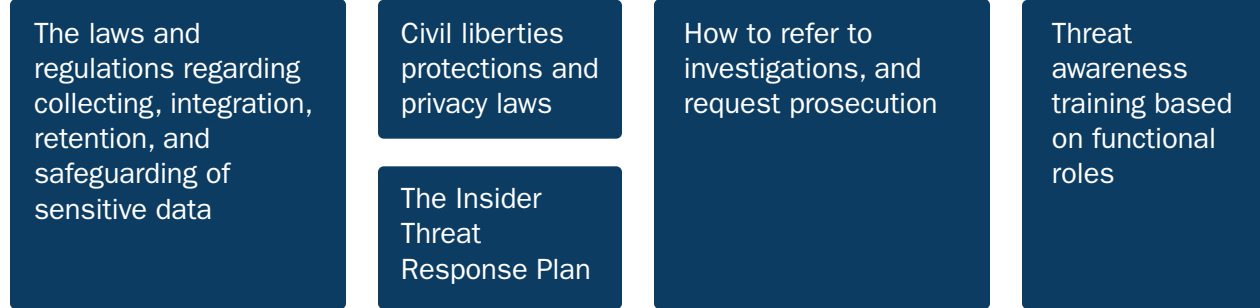 The laws and
regulations regarding
collecting, integration,
retention, and
safeguarding of
sensitive data
Civil liberties
protections and
privacy laws
The Insider
Threat
Response Plan
How to refer to
investigations, and
request prosecution
Threat
awareness
training based
on functional
roles